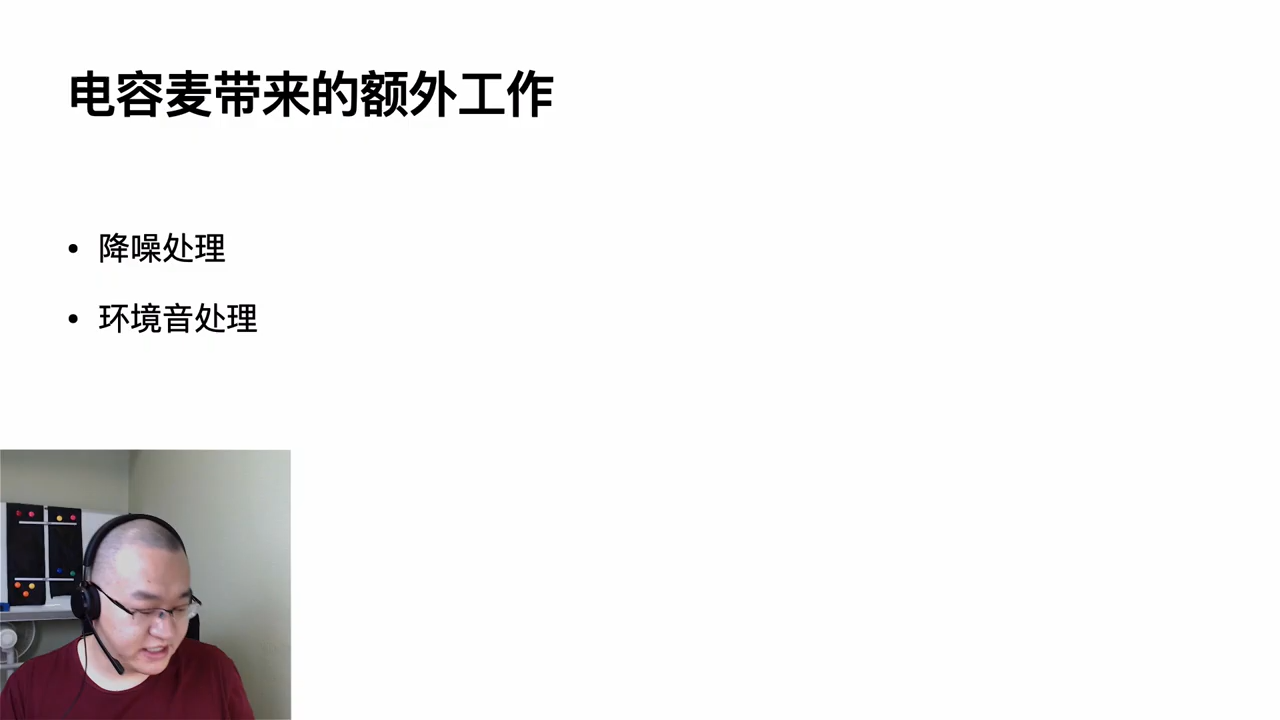 电容麦带来的额外工作
• 降噪处理
• 环境音处理